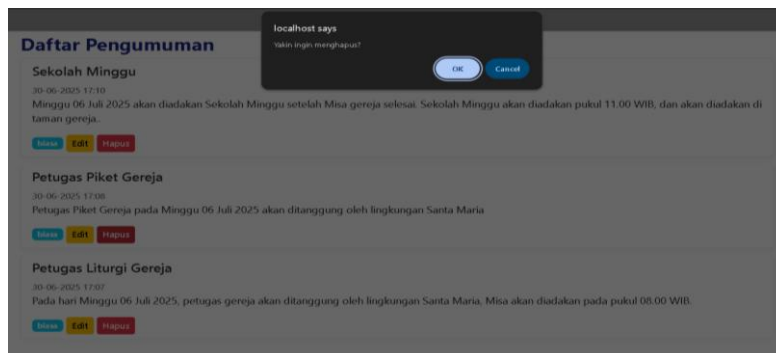 localhost says
Yakin ingin menghapus?
OK
Cancel
Daftar Pengumuman
Sekolah Minggu
30-06-2025 17:10
Minggu 06 Juli 2025 akan diadakan Sekolah Minggu setelah Misa gereja selesai. Sekolah Minggu akan diadakan pukul 11.00 WIB, dan akan diadakan di
taman gereja..
biasa Edit Hapus
Petugas Piket Gereja
30-06-2025 17:08
Petugas Piket Gereja pada Minggu 06 Juli 2025 akan ditanggung oleh lingkungan Santa Maria
biasa Edit Hapus
Petugas Liturgi Gereja
30-06-2025 17:07
Pada hari Minggu 06 Juli 2025, petugas gereja akan ditanggung oleh lingkungan Santa Maria. Misa akan diadakan pada pukul 08.00 WIB.
biasa Edit Hapus